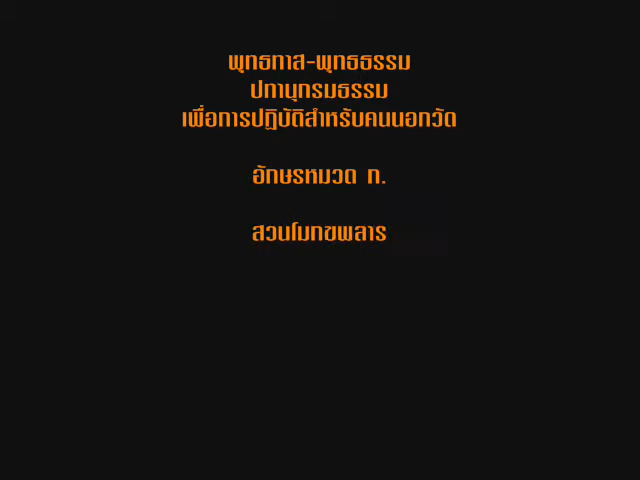 พุทธทาส-พุทธธรรม
ปทานุกรมธรรม
เพื่อการปฏิบัติสำหรับคนนอกวัด
อักษรหมวด ก.
สวนโมกขพลาร